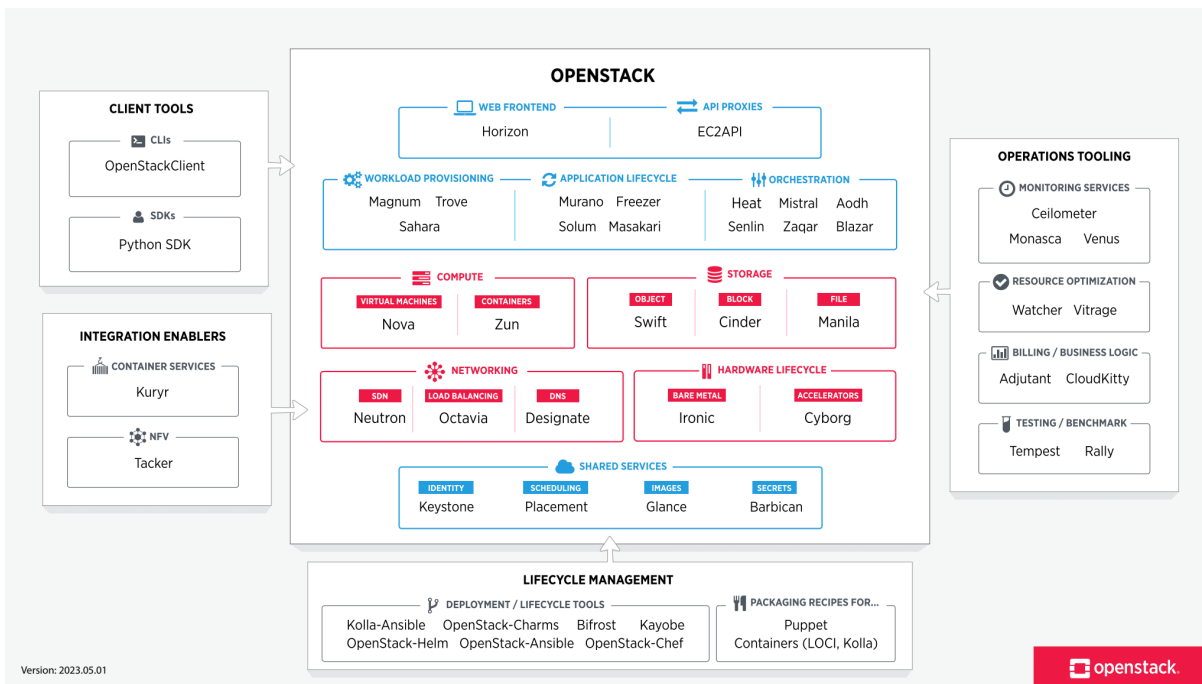 OPENSTACK
WEB FRONTEND
Horizon
API PROXIES
EC2API
WORKLOAD PROVISIONING
Magnum Trove
Sahara
APPLICATION LIFECYCLE
Murano Freezer
Solum Masakari
ORCHESTRATION
Heat Mistral Aodh
Senlin Zaqar Blazar
COMPUTE
VIRTUAL MACHINES
Nova
CONTAINERS
Zun
STORAGE
OBJECT
Swift
BLOCK
Cinder
FILE
Manila
NETWORKING
SDN
Neutron
LOAD BALANCING
Octavia
DNS
Designate
HARDWARE LIFECYCLE
BARE METAL
Ironic
ACCELERATORS
Cyborg
SHARED SERVICES
IDENTITY
Keystone
SCHEDULING
Placement
IMAGES
Glance
SECRETS
Barbican
CLIENT TOOLS
CLIs
OpenStackClient
SDKs
Python SDK
INTEGRATION ENABLERS
CONTAINER SERVICES
Kuryr
NFV
Tacker
OPERATIONS TOOLING
MONITORING SERVICES
Ceilometer
Monasca Venus
RESOURCE OPTIMIZATION
Watcher Vitrage
BILLING / BUSINESS LOGIC
Adjutant CloudKitty
TESTING / BENCHMARK
Tempest Rally
LIFECYCLE MANAGEMENT
DEPLOYMENT / LIFECYCLE TOOLS
Kolla-Ansible OpenStack-Charms Bifrost Kayobe
OpenStack-Helm OpenStack-Ansible OpenStack-Chef
PACKAGING RECIPES FOR...
Puppet
Containers (LOCI, Kolla)
Version: 2023.05.01
openstack.